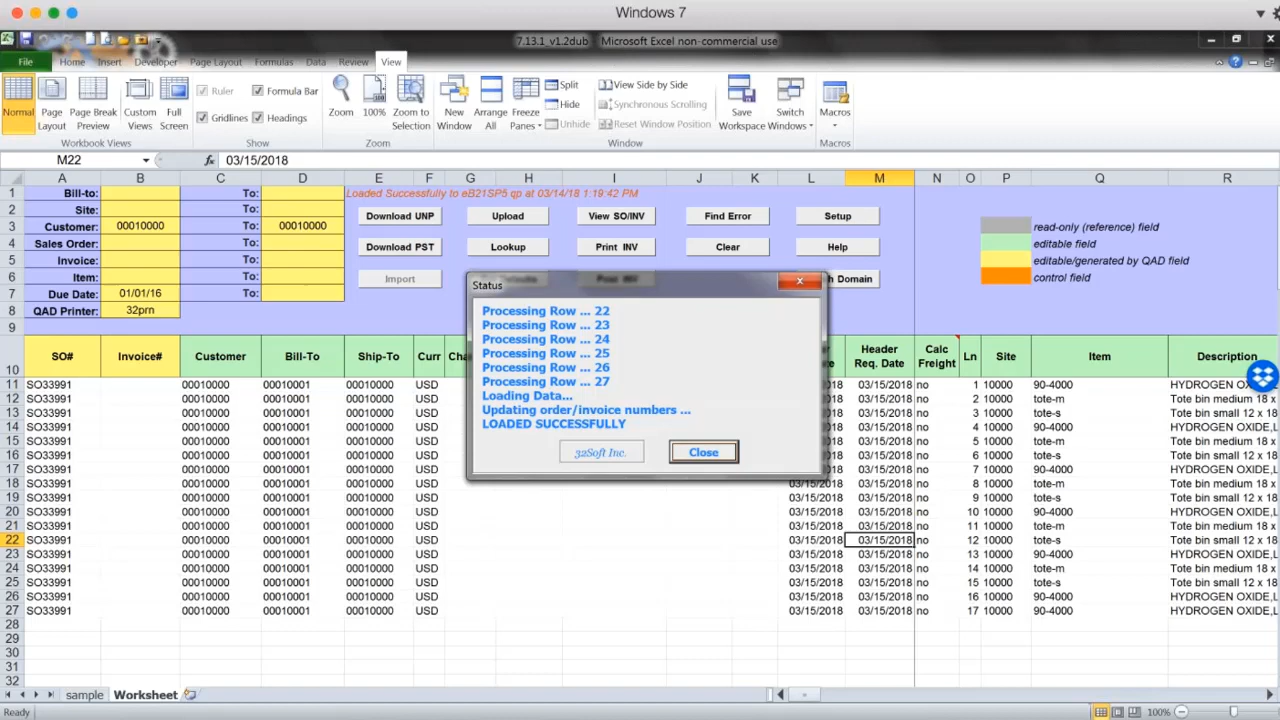 Windows 7
7.13.1_v1.2dub - Microsoft Excel non-commercial use
File Home Insert Developer Page Layout Formulas Data Review View
Normal Page Layout Page Break Preview Custom Views Full Screen
Ruler Formula Bar
Gridlines Headings
Zoom 100% Zoom to Selection
New Window Arrange All Freeze Panes
Split
Hide
Unhide
View Side by Side
Synchronous Scrolling
Reset Window Position
Save Workspace Switch Windows Macros
Workbook Views Show Zoom Window Macros
M22 fx 03/15/2018
A B C D E F G H I J K L M N O P Q R
1 Bill-to: To: Loaded Successfully to eB21SP5 qp at 03/14/18 1:19:42 PM
2 Site: To:
3 Customer: 00010000 To: 00010000
4 Sales Order: To:
5 Invoice: To:
6 Item: To:
7 Due Date: 01/01/16 To:
8 QAD Printer: 32prn
9
Download UNP Upload View SO/INV Find Error Setup
Download PST Lookup Print INV Clear Help
Import Domain
read-only (reference) field
editable field
editable/generated by QAD field
control field
10 SO# Invoice# Customer Bill-To Ship-To Curr Header Req. Date Calc Freight Ln Site Item Description
11 SO33991 00010000 00010001 00010000 USD 03/15/2018 no 1 10000 90-4000 HYDROGEN OXIDE,L
12 SO33991 00010000 00010001 00010000 USD 03/15/2018 no 2 10000 tote-m Tote bin medium 18 x
13 SO33991 00010000 00010001 00010000 USD 03/15/2018 no 3 10000 tote-s Tote bin small 12 x 18
14 SO33991 00010000 00010001 00010000 USD 03/15/2018 no 4 10000 90-4000 HYDROGEN OXIDE,L
15 SO33991 00010000 00010001 00010000 USD 03/15/2018 no 5 10000 tote-m Tote bin medium 18 x
16 SO33991 00010000 00010001 00010000 USD 03/15/2018 no 6 10000 tote-s Tote bin small 12 x 18
17 SO33991 00010000 00010001 00010000 USD 03/15/2018 no 7 10000 90-4000 HYDROGEN OXIDE,L
18 SO33991 00010000 00010001 00010000 USD 03/15/2018 03/15/2018 no 8 10000 tote-m Tote bin medium 18 x
19 SO33991 00010000 00010001 00010000 USD 03/15/2018 03/15/2018 no 9 10000 tote-s Tote bin small 12 x 18
20 SO33991 00010000 00010001 00010000 USD 03/15/2018 03/15/2018 no 10 10000 90-4000 HYDROGEN OXIDE,L
21 SO33991 00010000 00010001 00010000 USD 03/15/2018 03/15/2018 no 11 10000 tote-m Tote bin medium 18 x
22 SO33991 00010000 00010001 00010000 USD 03/15/2018 03/15/2018 no 12 10000 tote-s Tote bin small 12 x 18
23 SO33991 00010000 00010001 00010000 USD 03/15/2018 03/15/2018 no 13 10000 90-4000 HYDROGEN OXIDE,L
24 SO33991 00010000 00010001 00010000 USD 03/15/2018 03/15/2018 no 14 10000 tote-m Tote bin medium 18 x
25 SO33991 00010000 00010001 00010000 USD 03/15/2018 03/15/2018 no 15 10000 tote-s Tote bin small 12 x 18
26 SO33991 00010000 00010001 00010000 USD 03/15/2018 03/15/2018 no 16 10000 90-4000 HYDROGEN OXIDE,L
27 SO33991 00010000 00010001 00010000 USD 03/15/2018 03/15/2018 no 17 10000 90-4000 HYDROGEN OXIDE,L
28
29
30
31
32
Status
Processing Row ... 22
Processing Row ... 23
Processing Row ... 24
Processing Row ... 25
Processing Row ... 26
Processing Row ... 27
Loading Data...
Updating order/invoice numbers ...
LOADED SUCCESSFULLY
32Soft Inc. Close
sample Worksheet
Ready 100%